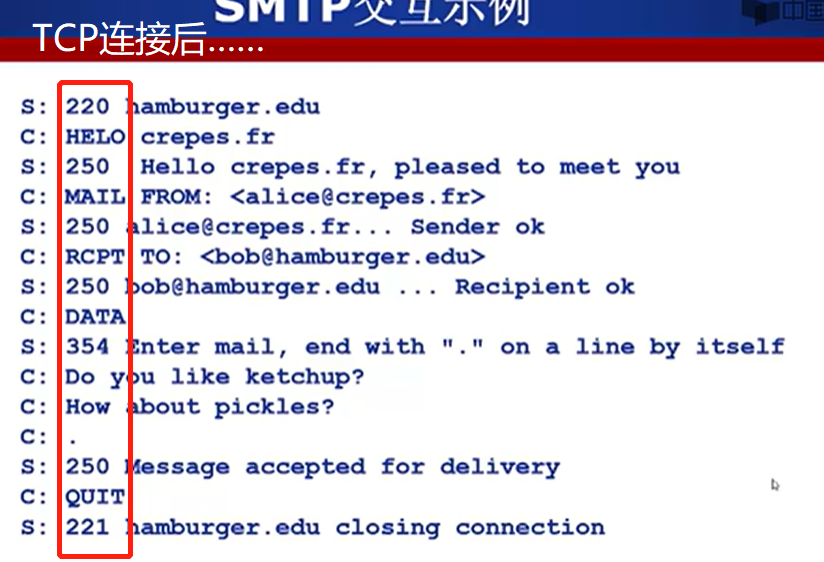 SMTP交互示例
中国
TCP连接后......
S: 220 hamburger.edu
C: HELO crepes.fr
S: 250  Hello crepes.fr, pleased to meet you
C: MAIL FROM: <alice@crepes.fr>
S: 250 alice@crepes.fr... Sender ok
C: RCPT TO: <bob@hamburger.edu>
S: 250 bob@hamburger.edu ... Recipient ok
C: DATA
S: 354 Enter mail, end with "." on a line by itself
C: Do you like ketchup?
C: How about pickles?
C: .
S: 250 Message accepted for delivery
C: QUIT
S: 221 hamburger.edu closing connection